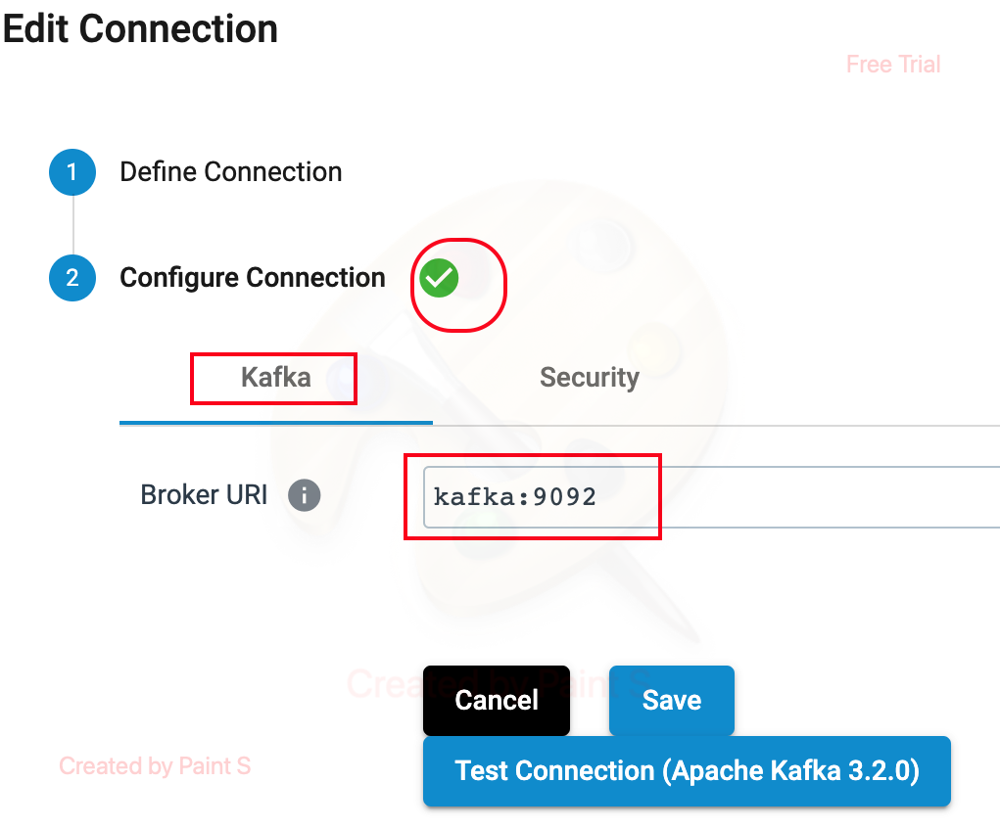 Edit Connection
Free Trial
1 Define Connection
2 Configure Connection
Kafka Security
Broker URI i kafka:9092
Created by Paint S
Cancel Save
Created by Paint S
Test Connection (Apache Kafka 3.2.0)